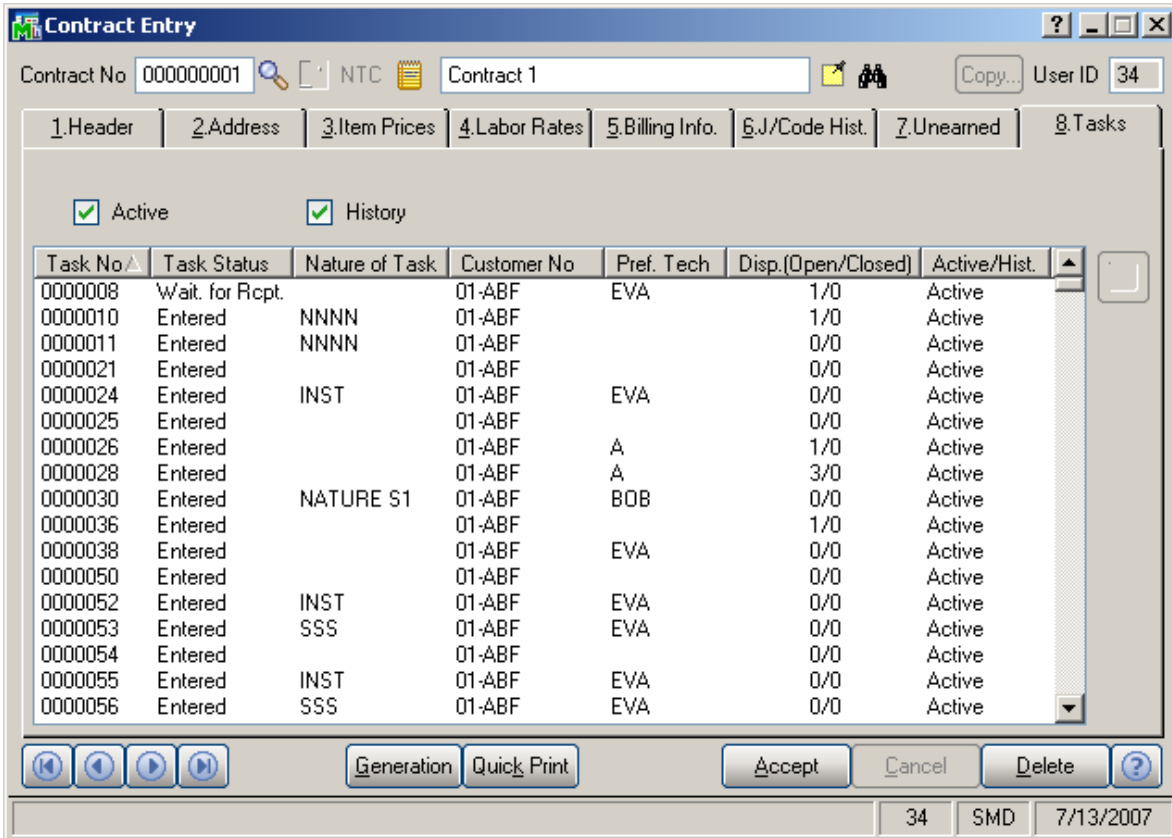 Contract Entry
Contract No 000000001 NTC Contract 1 Copy... User ID 34
1.Header 2.Address 3.Item Prices 4.Labor Rates 5.Billing Info. 6.J/Code Hist. 7.Unearned 8.Tasks
Active History
Task No Task Status Nature of Task Customer No Pref. Tech Disp.(Open/Closed) Active/Hist.
0000008 Wait. for Rcpt. 01-ABF EVA 1/0 Active
0000010 Entered NNNN 01-ABF 1/0 Active
0000011 Entered NNNN 01-ABF 0/0 Active
0000021 Entered 01-ABF 0/0 Active
0000024 Entered INST 01-ABF EVA 0/0 Active
0000025 Entered 01-ABF 0/0 Active
0000026 Entered 01-ABF A 1/0 Active
0000028 Entered 01-ABF A 3/0 Active
0000030 Entered NATURE S1 01-ABF BOB 0/0 Active
0000036 Entered 01-ABF 1/0 Active
0000038 Entered 01-ABF EVA 0/0 Active
0000050 Entered 01-ABF 0/0 Active
0000052 Entered INST 01-ABF EVA 0/0 Active
0000053 Entered SSS 01-ABF EVA 0/0 Active
0000054 Entered 01-ABF 0/0 Active
0000055 Entered INST 01-ABF EVA 0/0 Active
0000056 Entered SSS 01-ABF EVA 0/0 Active
Generation Quick Print Accept Cancel Delete
34 SMD 7/13/2007